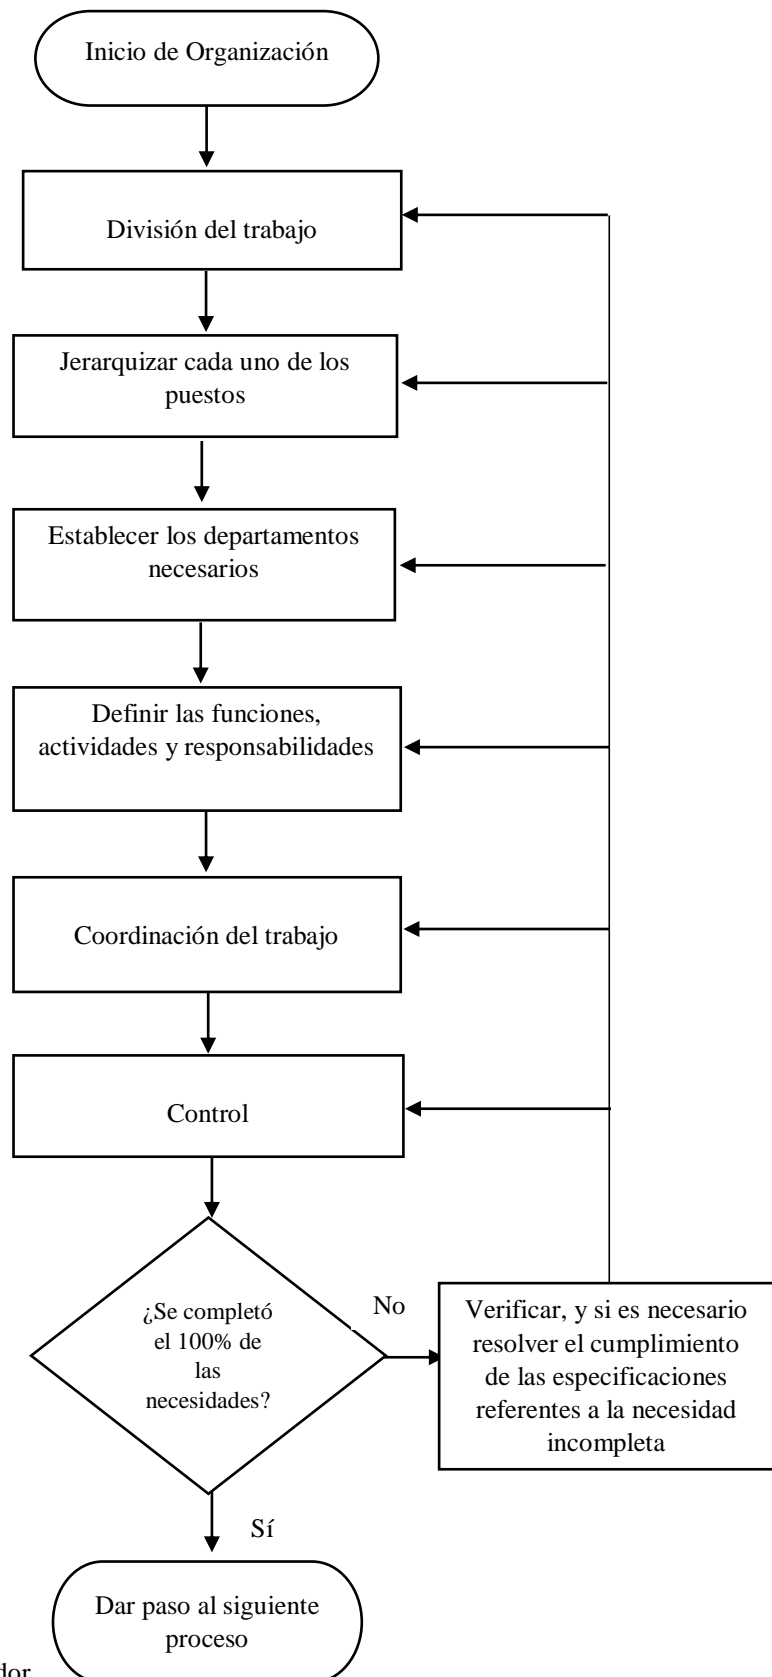 Inicio de Organización
División del trabajo
Jerarquizar cada uno de los
puestos
Establecer los departamentos
necesarios
Definir las funciones,
actividades y responsabilidades
Coordinación del trabajo
Control
¿Se completó
el 100% de
las
necesidades?
No
Verificar, y si es necesario
resolver el cumplimiento
de las especificaciones
referentes a la necesidad
incompleta
Sí
Dar paso al siguiente
proceso